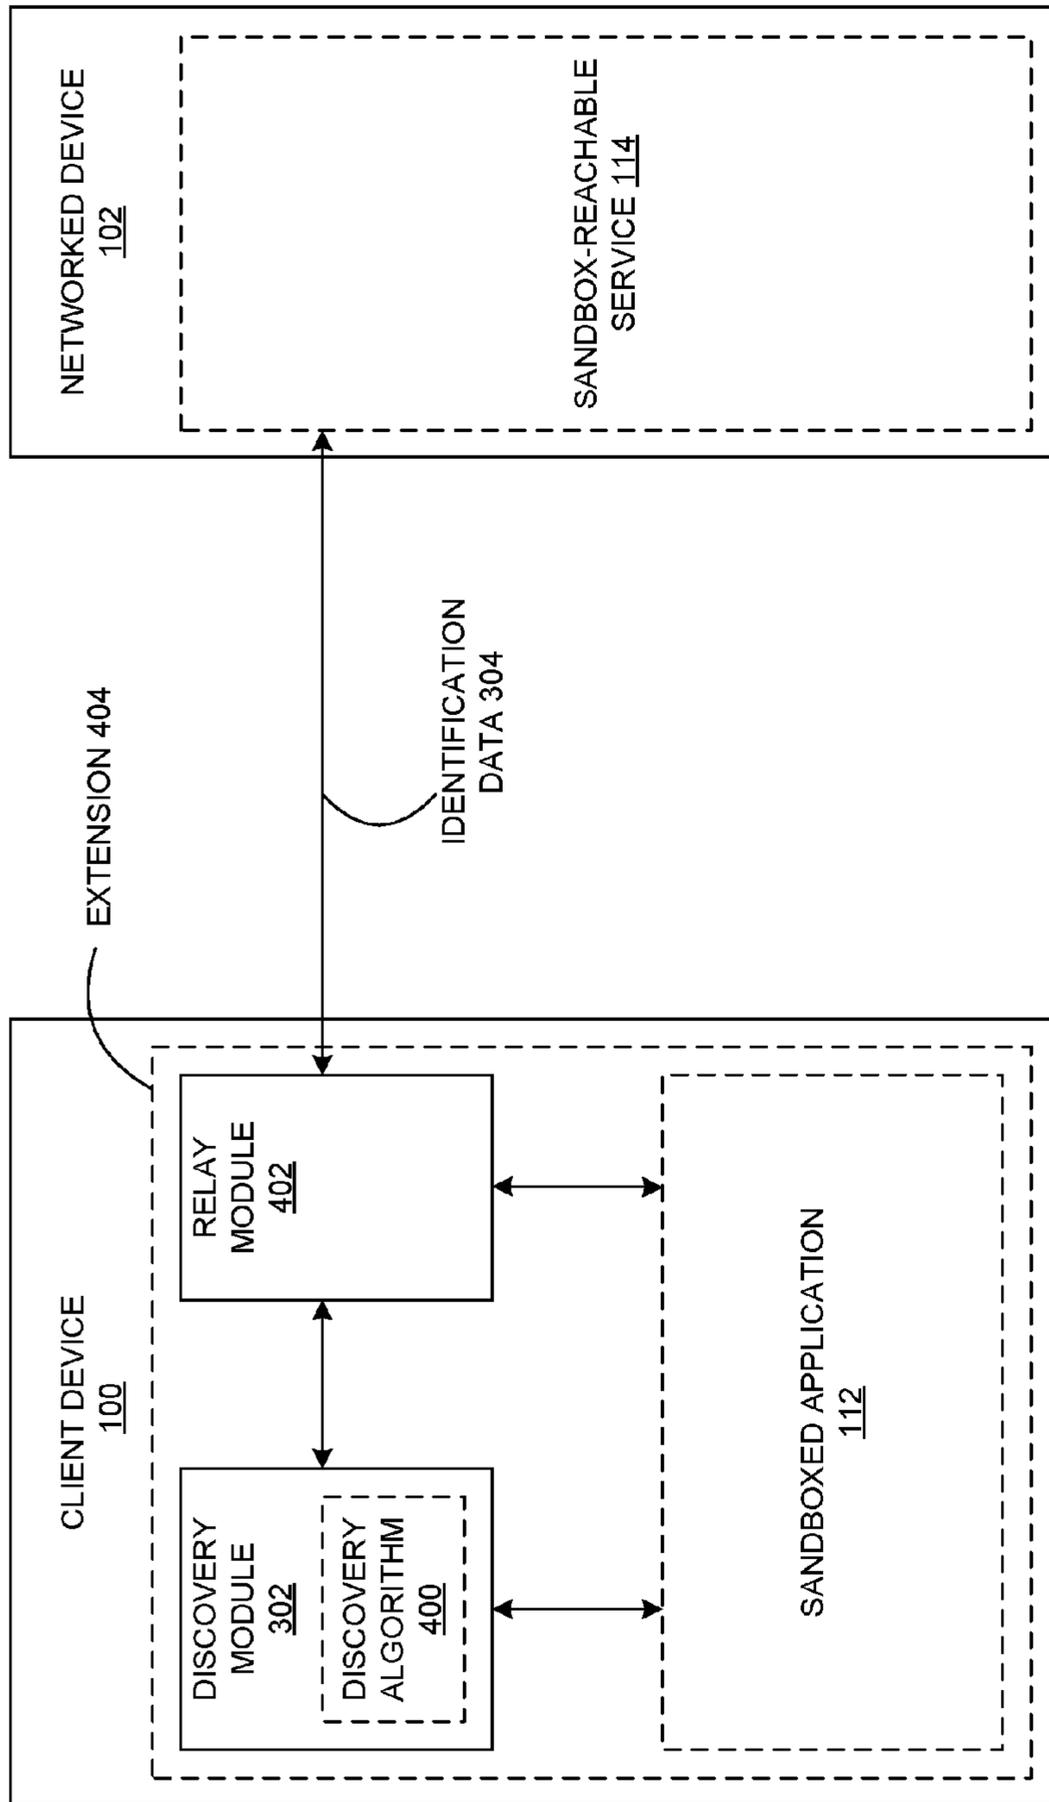 CLIENT DEVICE
100
EXTENSION 404
NETWORKED DEVICE
102
DISCOVERY
MODULE
302
DISCOVERY
ALGORITHM
400
RELAY
MODULE
402
IDENTIFICATION
DATA 304
SANDBOX-REACHABLE
SERVICE 114
SANDBOXED APPLICATION
112